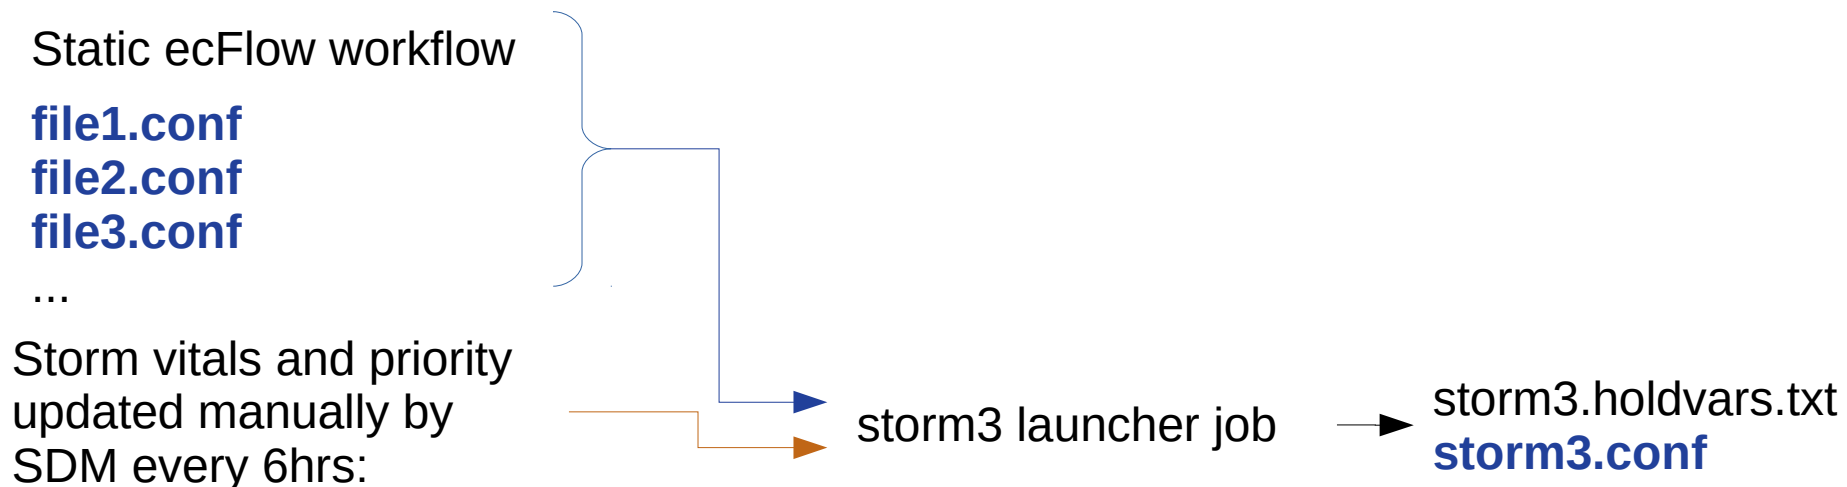 Static ecFlow workflow
file1.conf
file2.conf
file3.conf
...
Storm vitals and priority
updated manually by
SDM every 6hrs:
storm3 launcher job
storm3.holdvars.txt
storm3.conf